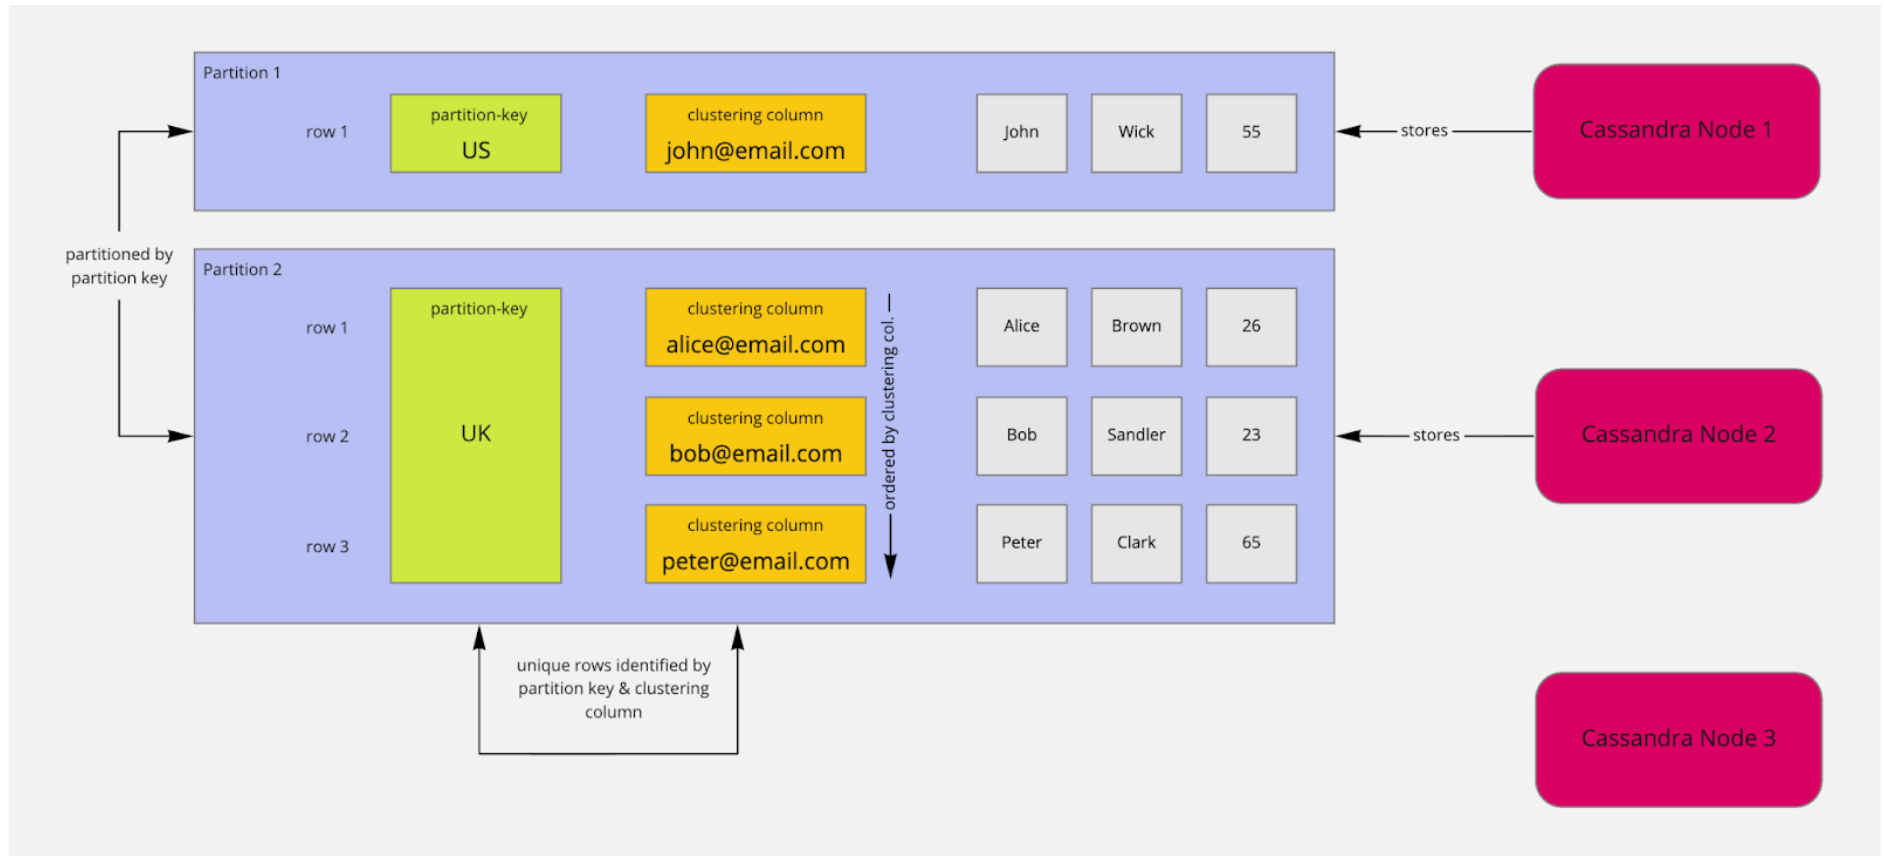 Partition 1
row 1
partition-key
US
clustering column
john@email.com
John
Wick
55
stores
Cassandra Node 1
partitioned by
partition key
Partition 2
row 1
partition-key
clustering column
alice@email.com
Alice
Brown
26
ordered by clustering col.
row 2
UK
clustering column
bob@email.com
Bob
Sandler
23
stores
Cassandra Node 2
row 3
clustering column
peter@email.com
Peter
Clark
65
unique rows identified by
partition key & clustering
column
Cassandra Node 3